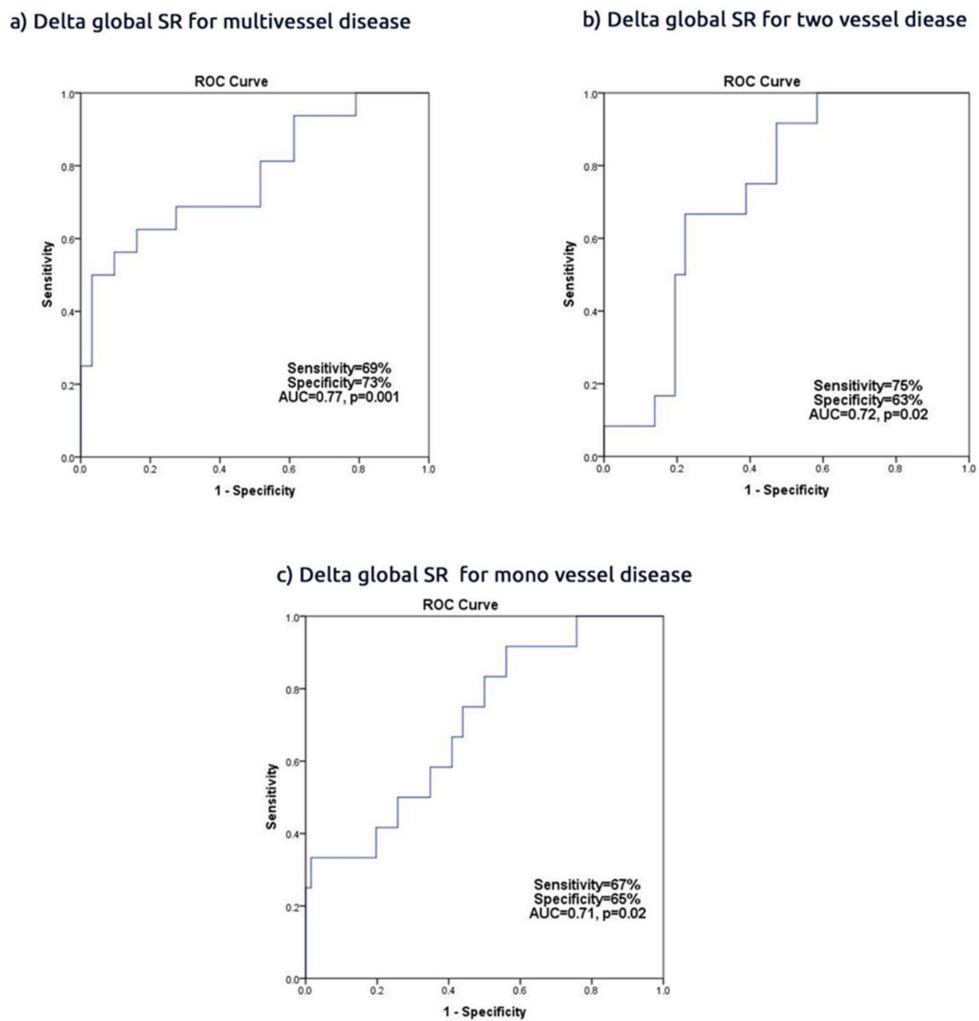 a) Delta global SR for multivessel disease
ROC Curve
1.0
0.8
0.6
0.4
0.2
0.0
Sensitivity
Sensitivity=69%
Specificity=73%
AUC=0.77, p=0.001
0.0 0.2 0.4 0.6 0.8 1.0
1 - Specificity
b) Delta global SR for two vessel diease
ROC Curve
1.0
0.8
0.6
0.4
0.2
0.0
Sensitivity
Sensitivity=75%
Specificity=63%
AUC=0.72, p=0.02
0.0 0.2 0.4 0.6 0.8 1.0
1 - Specificity
c) Delta global SR for mono vessel disease
ROC Curve
1.0
0.8
0.6
0.4
0.2
0.0
Sensitivity
Sensitivity=67%
Specificity=65%
AUC=0.71, p=0.02
0.0 0.2 0.4 0.6 0.8 1.0
1 - Specificity